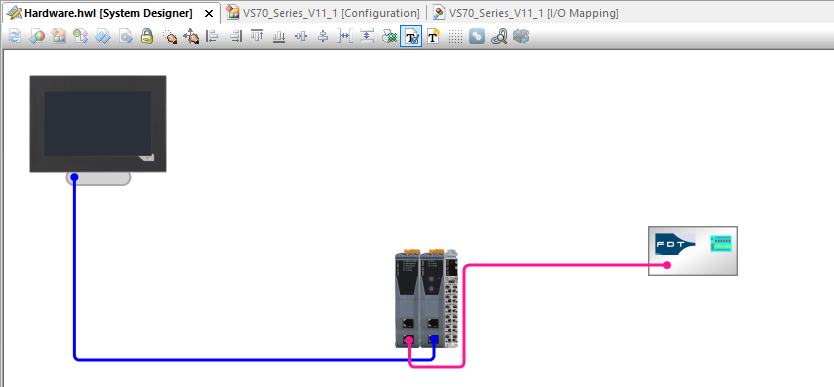 Hardware.hwl [System Designer]
VS70_Series_V11_1 [Configuration]
VS70_Series_V11_1 [I/O Mapping]
FDT